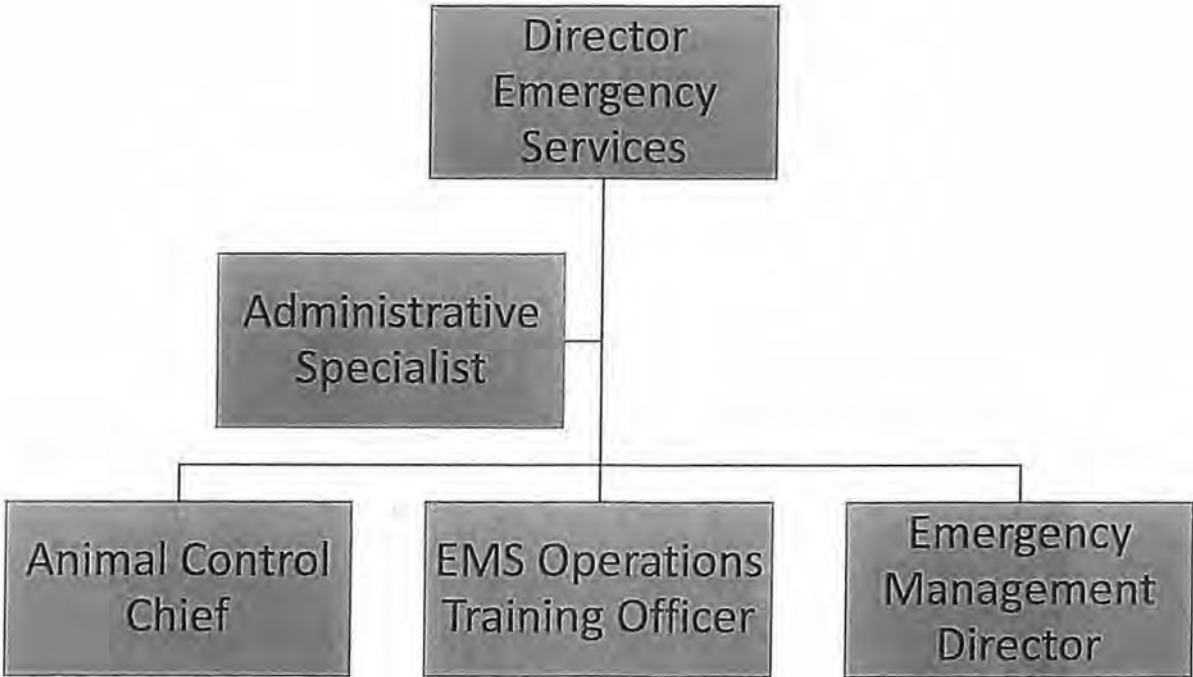 Director
Emergency
Services
Administrative
Specialist
Animal Control
Chief
EMS Operations
Training Officer
Emergency
Management
Director